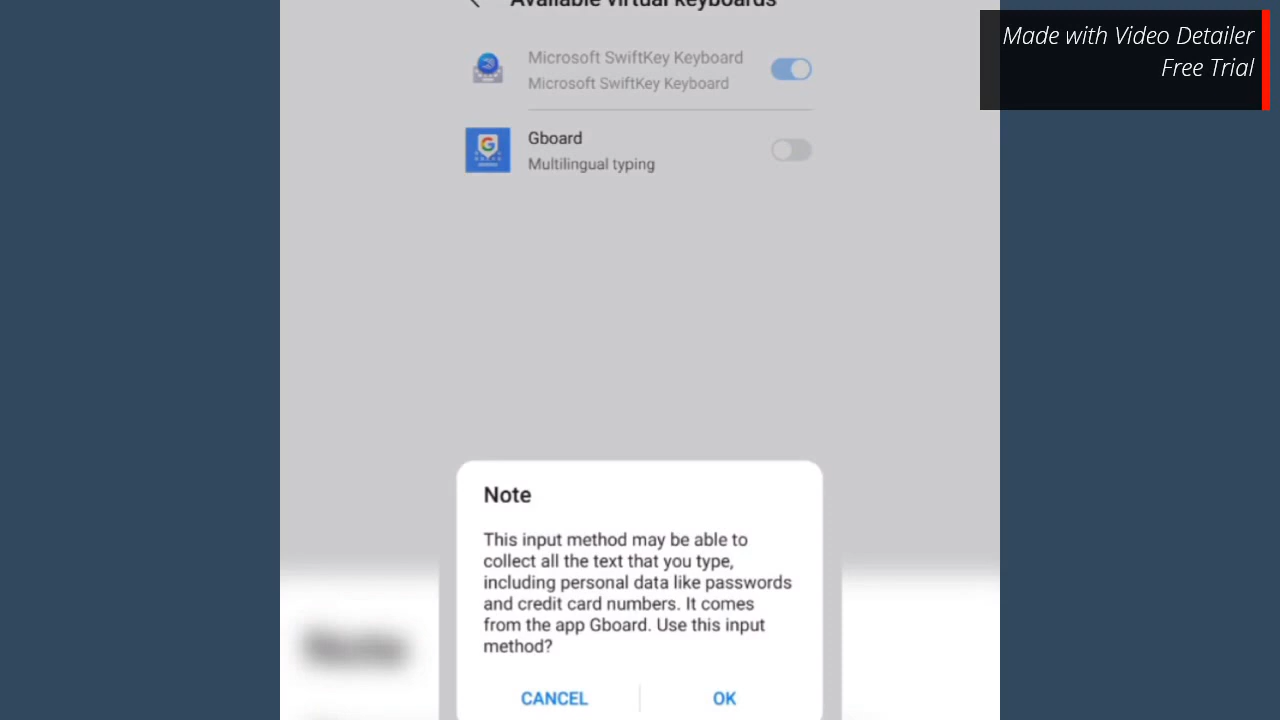 Available virtual keyboards
Made with Video Detailer
Free Trial
Microsoft SwiftKey Keyboard
Microsoft SwiftKey Keyboard
Gboard
Multilingual typing
Note
This input method may be able to
collect all the text that you type,
including personal data like passwords
and credit card numbers. It comes
from the app Gboard. Use this input
method?
Note
CANCEL
OK